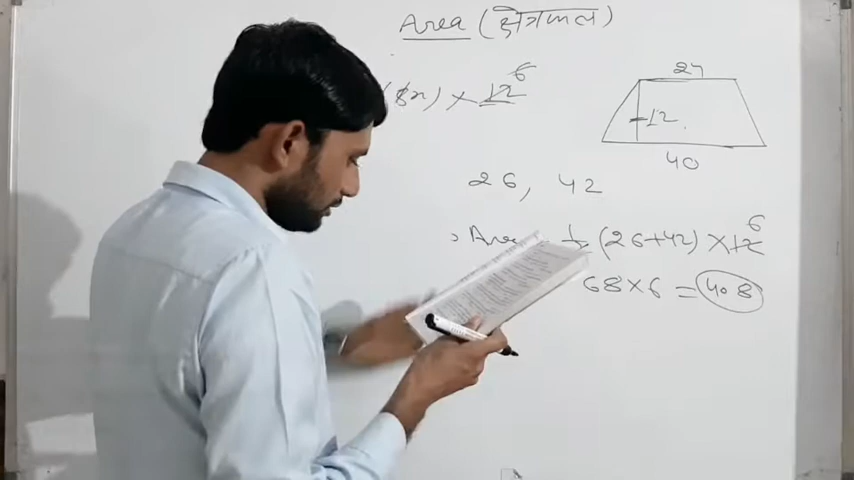 Area (क्षेत्रफल)
(8x) × 12 6
27
12
40
26, 42
Area 1/2 (26+42) × 12 6
68×6 = 408